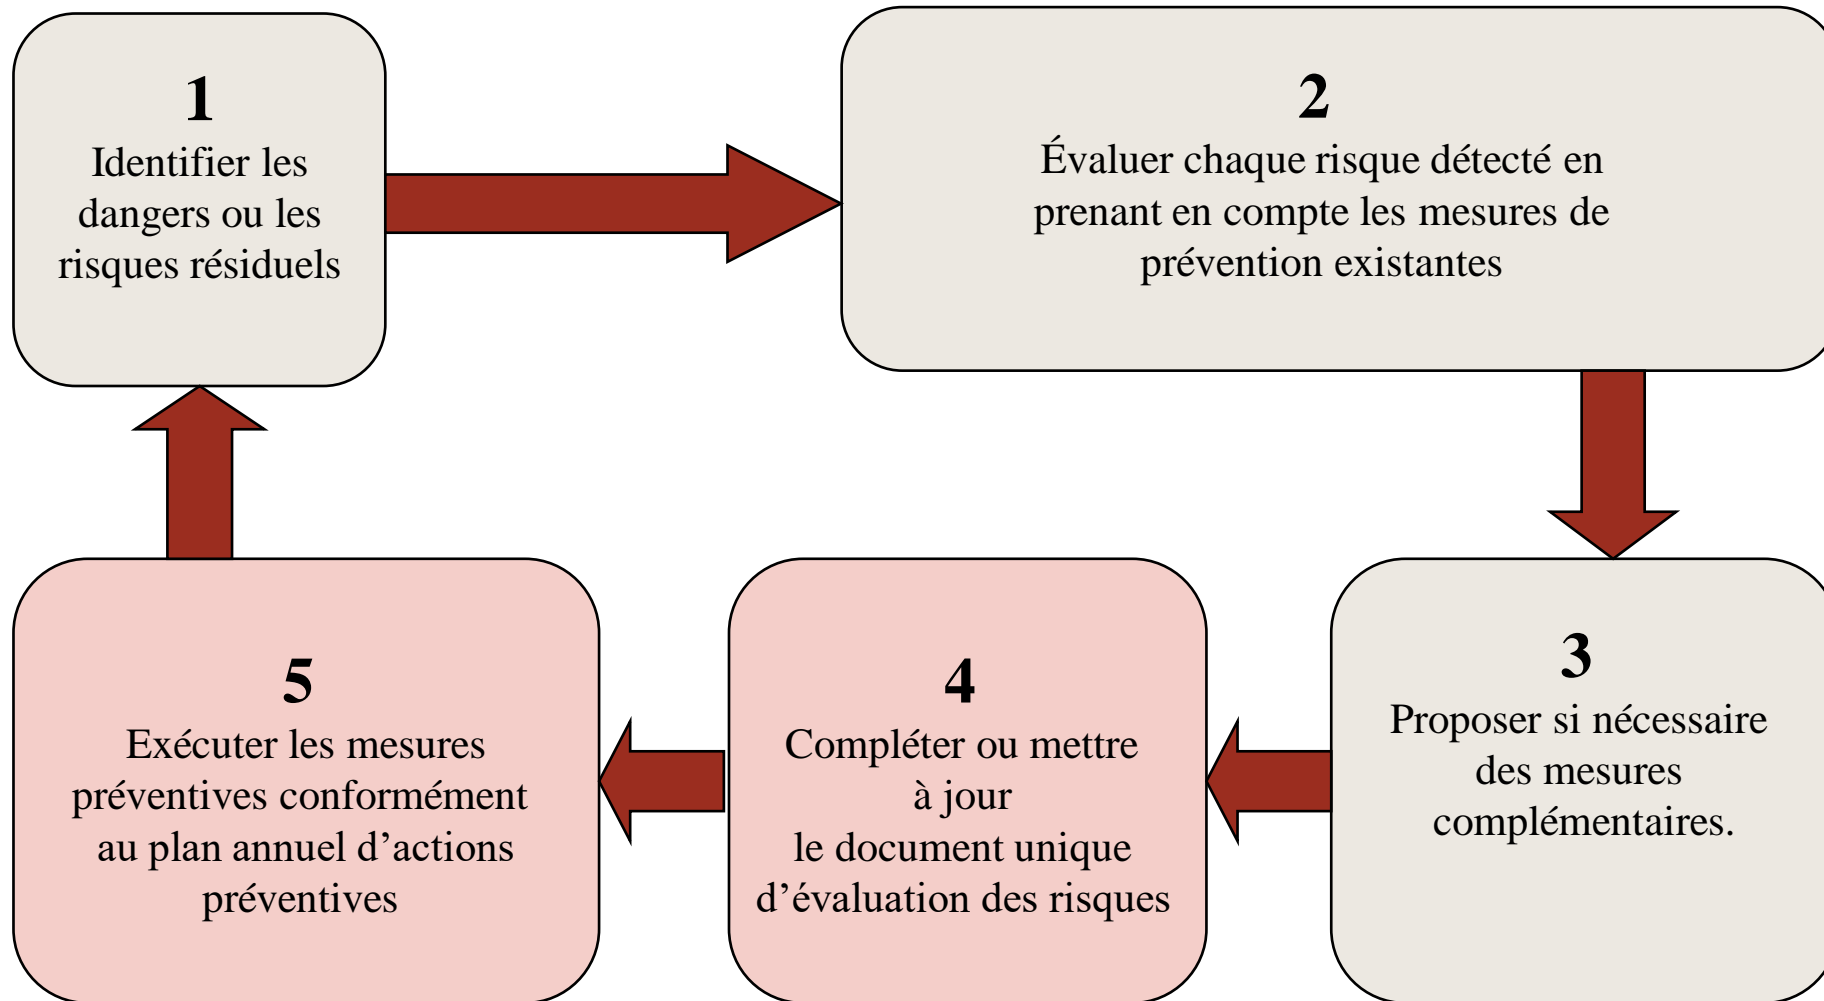 1
Identifier les
dangers ou les
risques résiduels
2
Évaluer chaque risque détecté en
prenant en compte les mesures de
prévention existantes
3
Proposer si nécessaire
des mesures
complémentaires.
4
Compléter ou mettre
à jour
le document unique
d’évaluation des risques
5
Exécuter les mesures
préventives conformément
au plan annuel d’actions
préventives